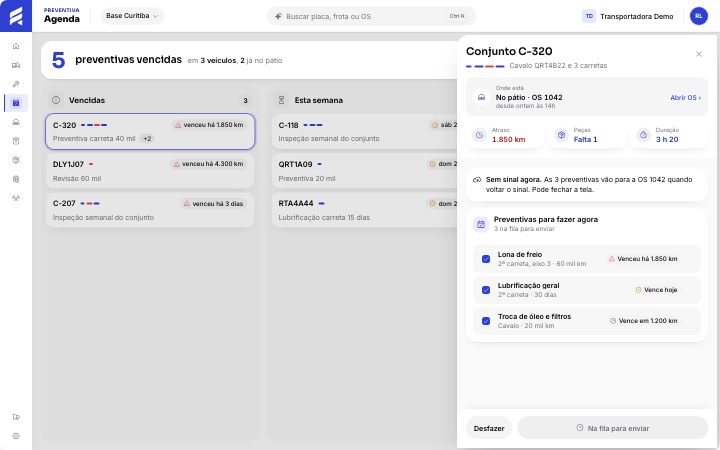 PREVENTIVA
Agenda
Base Curitiba
Buscar placa, frota ou OS
Ctrl K
TD
Transportadora Demo
RL
5 preventivas vencidas em 3 veículos, 2 já no pátio
Vencidas
3
C-320
venceu há 1.850 km
Preventiva carreta 40 mil
+2
DLY1J07
venceu há 4.300 km
Revisão 60 mil
C-207
venceu há 3 dias
Inspeção semanal do conjunto
Esta semana
C-118
sáb 2
Inspeção semanal do conjunto
QRT1A09
dom 2
Preventiva 20 mil
RTA4A44
dom 2
Lubrificação carreta 15 dias
Conjunto C-320
Cavalo QRT4B22 e 3 carretas
Onde está
No pátio · OS 1042
desde ontem às 14h
Abrir OS ›
Atraso
1.850 km
Peças
Falta 1
Duração
3 h 20
Sem sinal agora. As 3 preventivas vão para a OS 1042 quando
voltar o sinal. Pode fechar a tela.
Preventivas para fazer agora
3 na fila para enviar
Lona de freio
2ª carreta, eixo 3 · 60 mil km
Venceu há 1.850 km
Lubrificação geral
2ª carreta · 30 dias
Vence hoje
Troca de óleo e filtros
Cavalo · 20 mil km
Vence em 1.200 km
Desfazer
Na fila para enviar